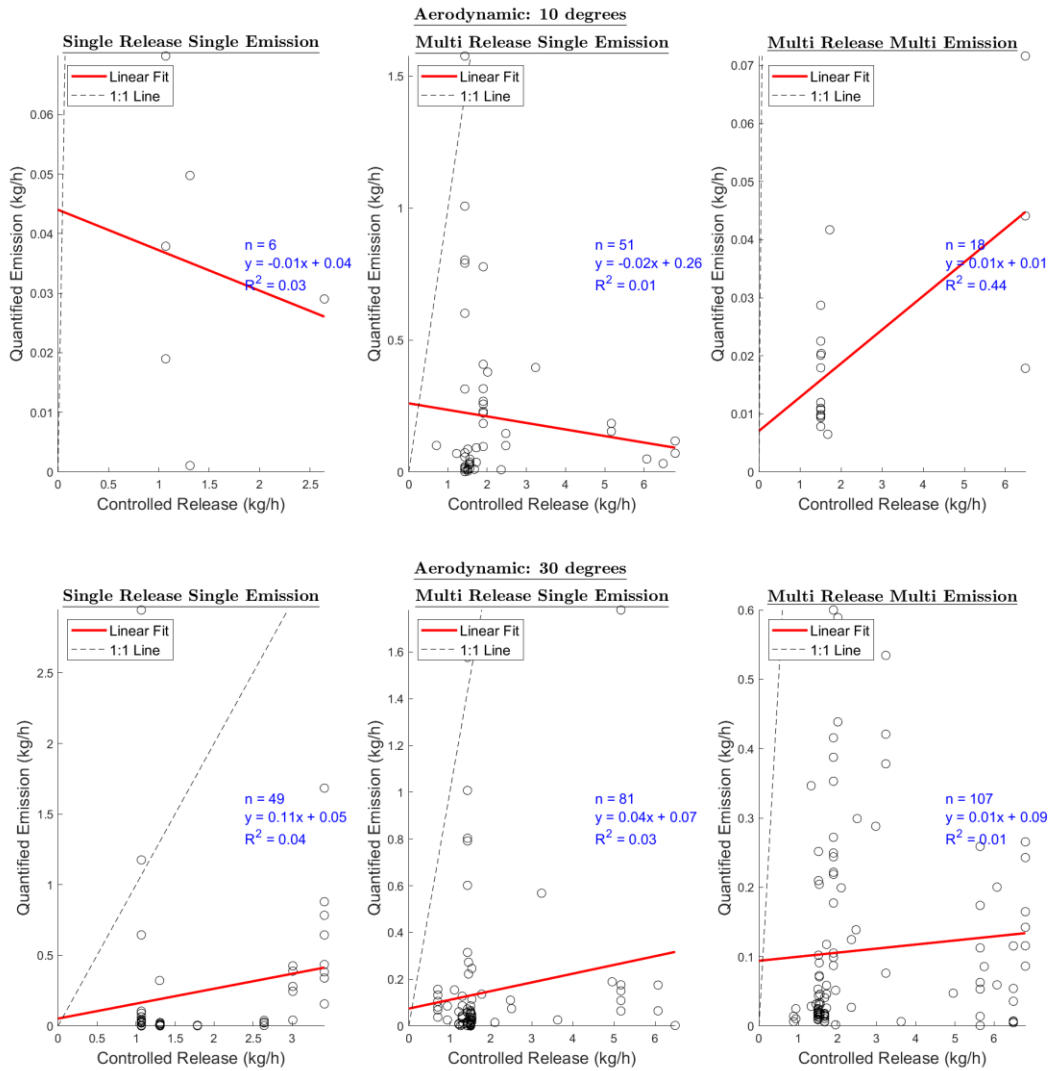 Aerodynamic: 10 degrees
Single Release Single Emission
Linear Fit
1:1 Line
n = 6
y = -0.01x + 0.04
R² = 0.03
Quantified Emission (kg/h)
0.06
0.05
0.04
0.03
0.02
0.01
0
0 0.5 1 1.5 2 2.5
Controlled Release (kg/h)
Multi Release Single Emission
Linear Fit
1:1 Line
n = 51
y = -0.02x + 0.26
R² = 0.01
Quantified Emission (kg/h)
1.5
1
0.5
0
0 1 2 3 4 5 6
Controlled Release (kg/h)
Multi Release Multi Emission
Linear Fit
1:1 Line
n = 18
y = 0.01x + 0.01
R² = 0.44
Quantified Emission (kg/h)
0.07
0.06
0.05
0.04
0.03
0.02
0.01
0
0 1 2 3 4 5 6
Controlled Release (kg/h)
Aerodynamic: 30 degrees
Single Release Single Emission
Linear Fit
1:1 Line
n = 49
y = 0.11x + 0.05
R² = 0.04
Quantified Emission (kg/h)
2.5
2
1.5
1
0.5
0
0 0.5 1 1.5 2 2.5 3
Controlled Release (kg/h)
Multi Release Single Emission
Linear Fit
1:1 Line
n = 81
y = 0.04x + 0.07
R² = 0.03
Quantified Emission (kg/h)
1.6
1.4
1.2
1
0.8
0.6
0.4
0.2
0
0 1 2 3 4 5 6
Controlled Release (kg/h)
Multi Release Multi Emission
Linear Fit
1:1 Line
n = 107
y = 0.01x + 0.09
R² = 0.01
Quantified Emission (kg/h)
0.6
0.5
0.4
0.3
0.2
0.1
0
0 1 2 3 4 5 6
Controlled Release (kg/h)